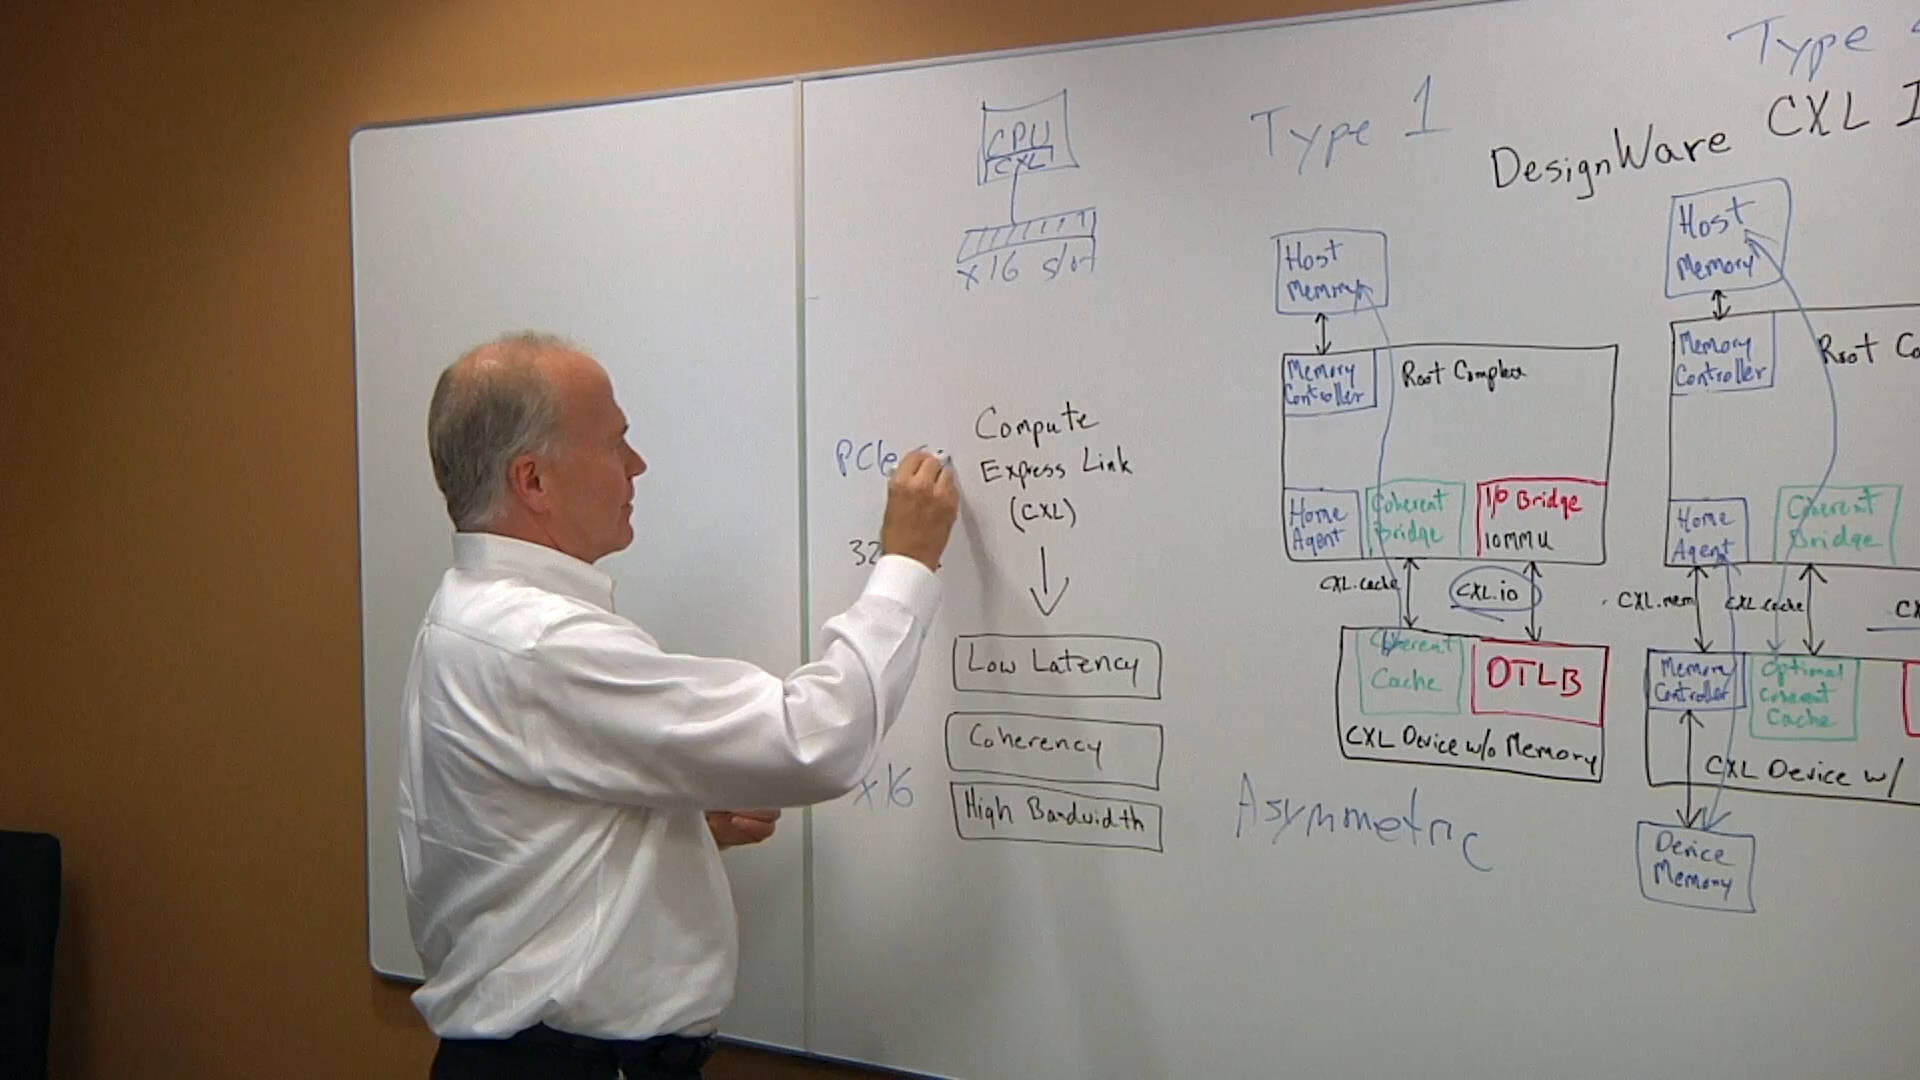 CPU
CXL
x16 slot
PCIe
Compute
Express Link
(CXL)
32
Low Latency
Coherency
x16
High Bandwidth
Type 1
Host
Memory
Memory
Controller
Root Complex
Home
Agent
Coherent
Bridge
I/O Bridge
IOMMU
CXL.cache
CXL.io
Coherent
Cache
DTLB
CXL Device w/o Memory
Asymmetric
Type
DesignWare CXL I
Host
Memory
Memory
Controller
Root Co
Home
Agent
Coherent
Bridge
CXL.mem
CXL.cache
CX
Memory
Controller
Optional
Coherent
Cache
CXL Device w/
Device
Memory